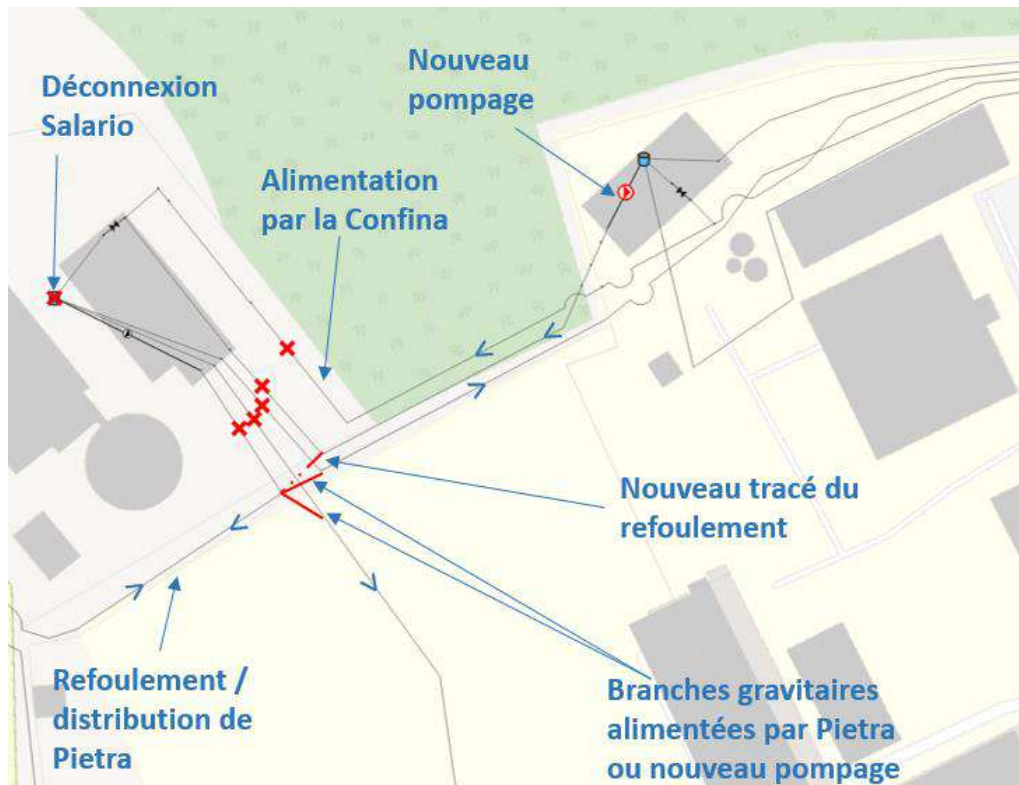 Déconnexion
Salario
Nouveau
pompage
Alimentation
par la Confina
Nouveau tracé du
refoulement
Refoulement /
distribution de
Pietra
Branches gravitaires
alimentées par Pietra
ou nouveau pompage